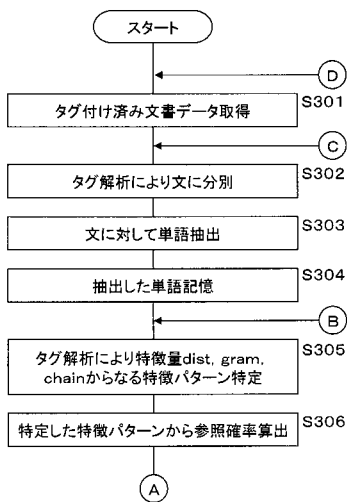 スタート
D
S301
タグ付け済み文書データ取得
C
S302
タグ解析により文に分別
S303
文に対して単語抽出
S304
抽出した単語記憶
B
S305
タグ解析により特徴量dist, gram,
chainからなる特徴パターン特定
S306
特定した特徴パターンから参照確率算出
A